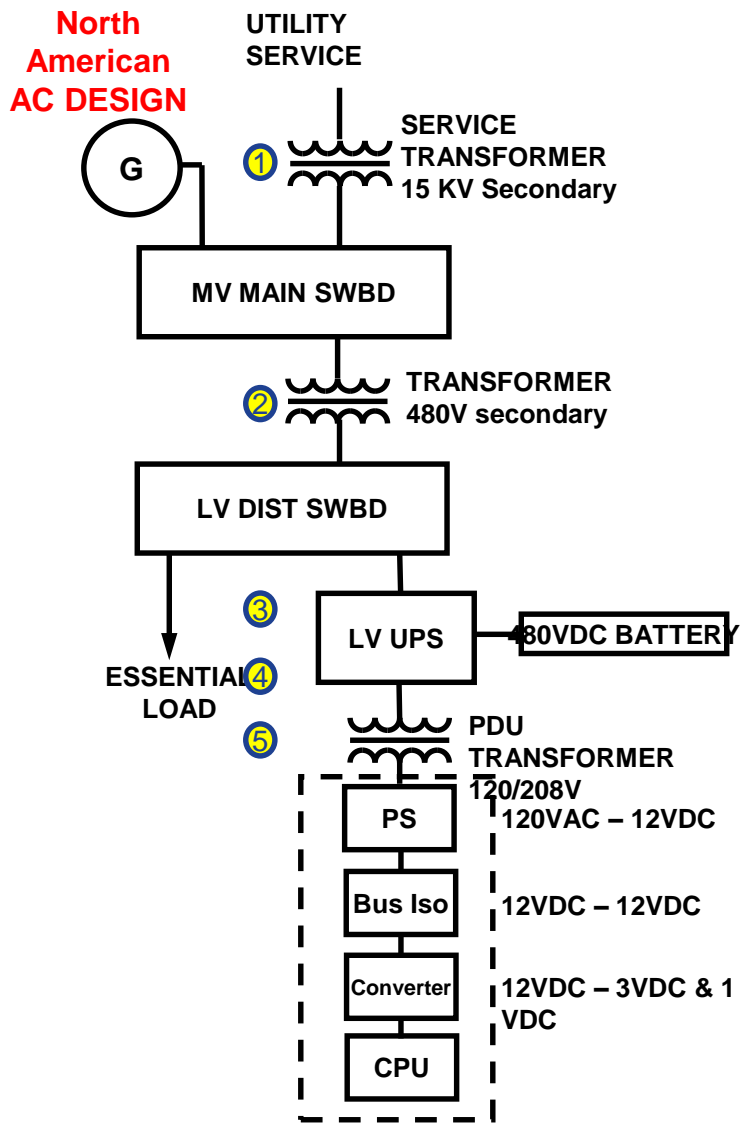 North
American
AC DESIGN
UTILITY
SERVICE
G
1
SERVICE
TRANSFORMER
15 KV Secondary
MV MAIN SWBD
2
TRANSFORMER
480V secondary
LV DIST SWBD
3
LV UPS
480VDC BATTERY
ESSENTIAL
LOAD
4
5
PDU
TRANSFORMER
120/208V
PS
120VAC – 12VDC
Bus Iso
12VDC – 12VDC
Converter
12VDC – 3VDC & 1
VDC
CPU